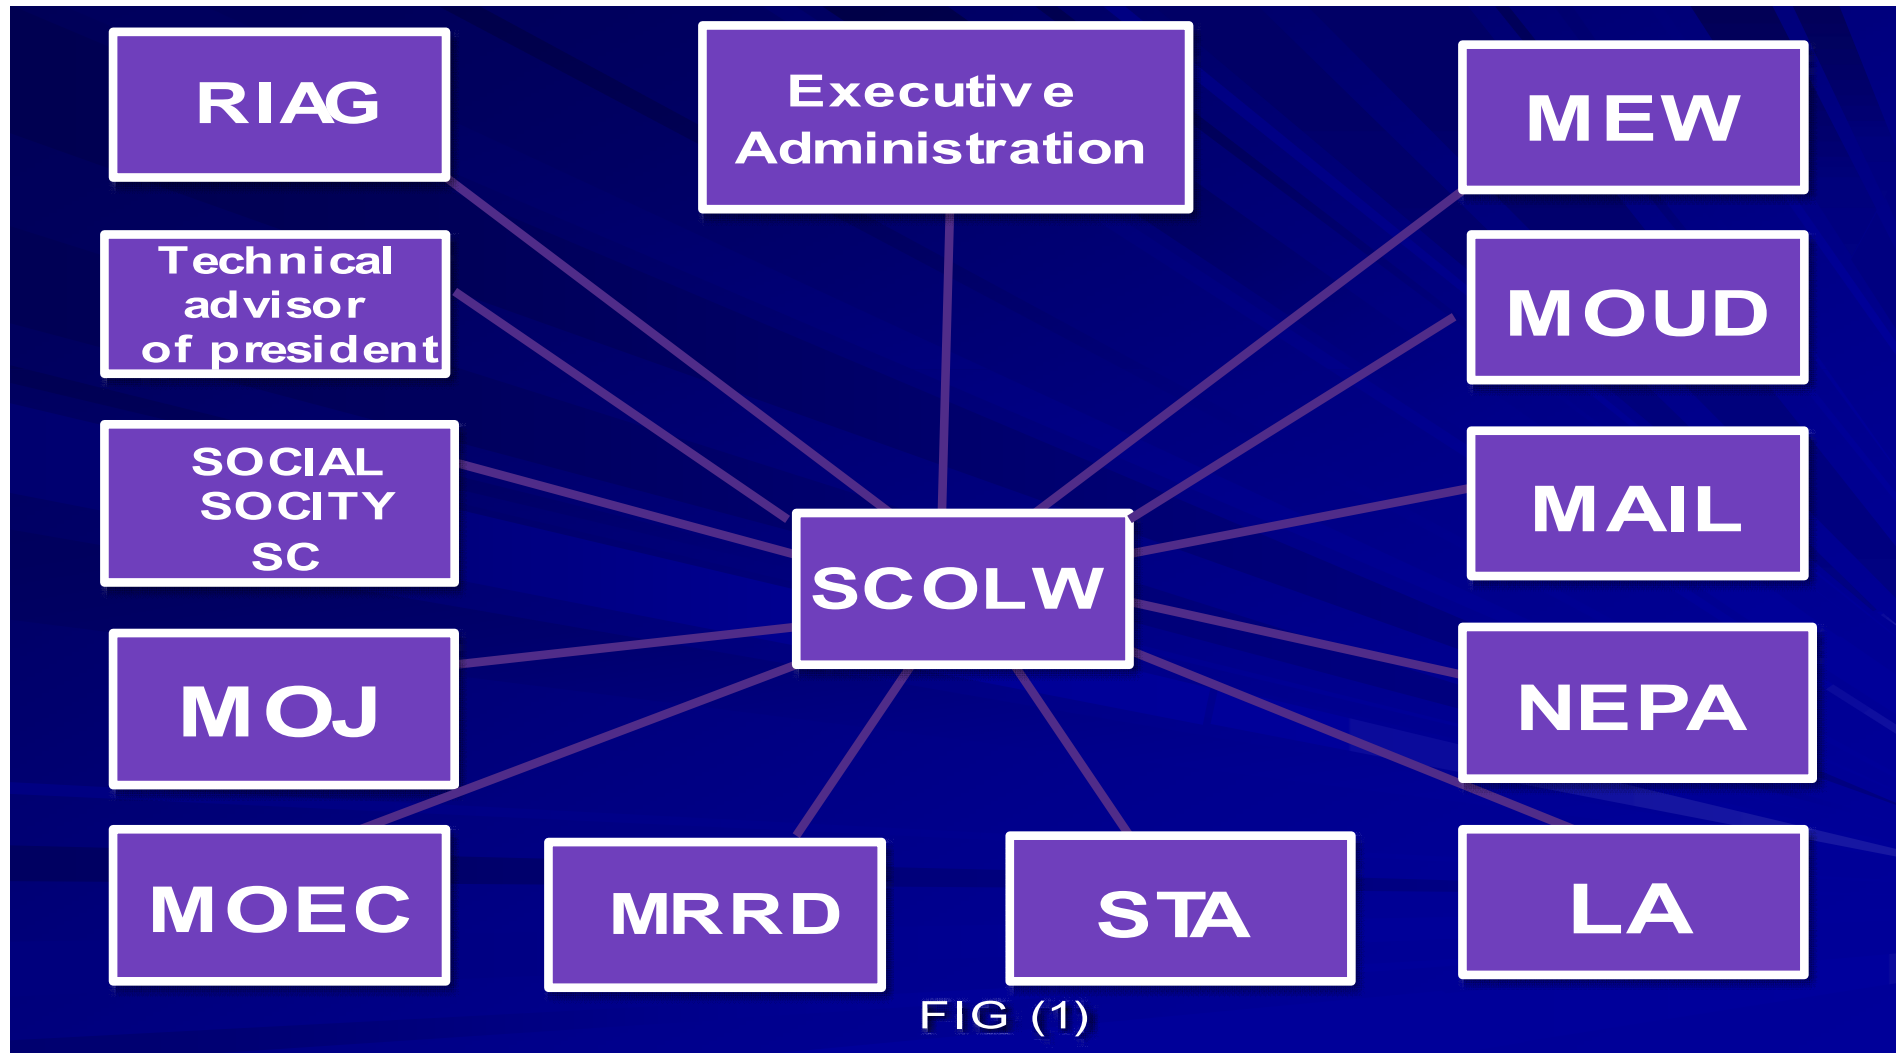 RIAG
Executive
Administration
MEW
Technical
advisor
of president
MOUD
SOCIAL
SOCITY
SC
MAIL
SCOLW
MOJ
NEPA
MOEC
MRRD
STA
LA
FIG (1)